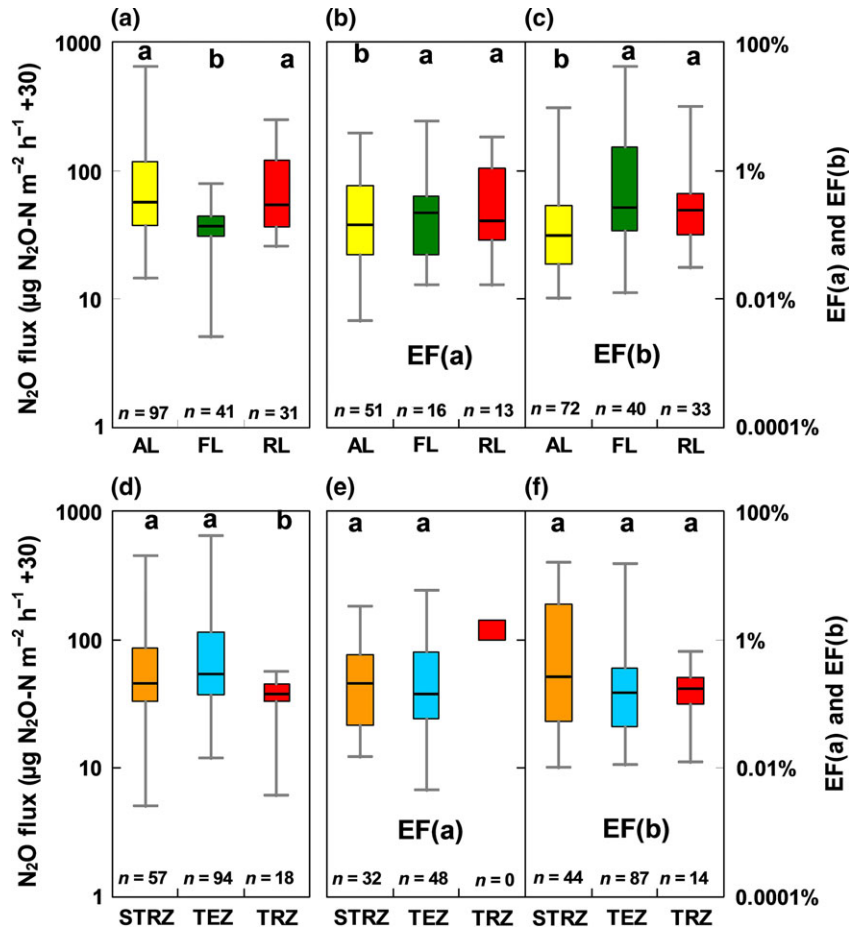 (a) (b) (c)
N₂O flux (µg N₂O-N m⁻² h⁻¹ +30)
1000
100
10
1
a b a
n = 97 n = 41 n = 31
AL FL RL
b a a
EF(a)
n = 51 n = 16 n = 13
AL FL RL
b a a
EF(b)
n = 72 n = 40 n = 33
AL FL RL
100%
1%
0.01%
0.0001%
EF(a) and EF(b)
(d) (e) (f)
N₂O flux (µg N₂O-N m⁻² h⁻¹ +30)
1000
100
10
1
a a b
n = 57 n = 94 n = 18
STRZ TEZ TRZ
a a
EF(a)
n = 32 n = 48 n = 0
STRZ TEZ TRZ
a a a
EF(b)
n = 44 n = 87 n = 14
STRZ TEZ TRZ
100%
1%
0.01%
0.0001%
EF(a) and EF(b)